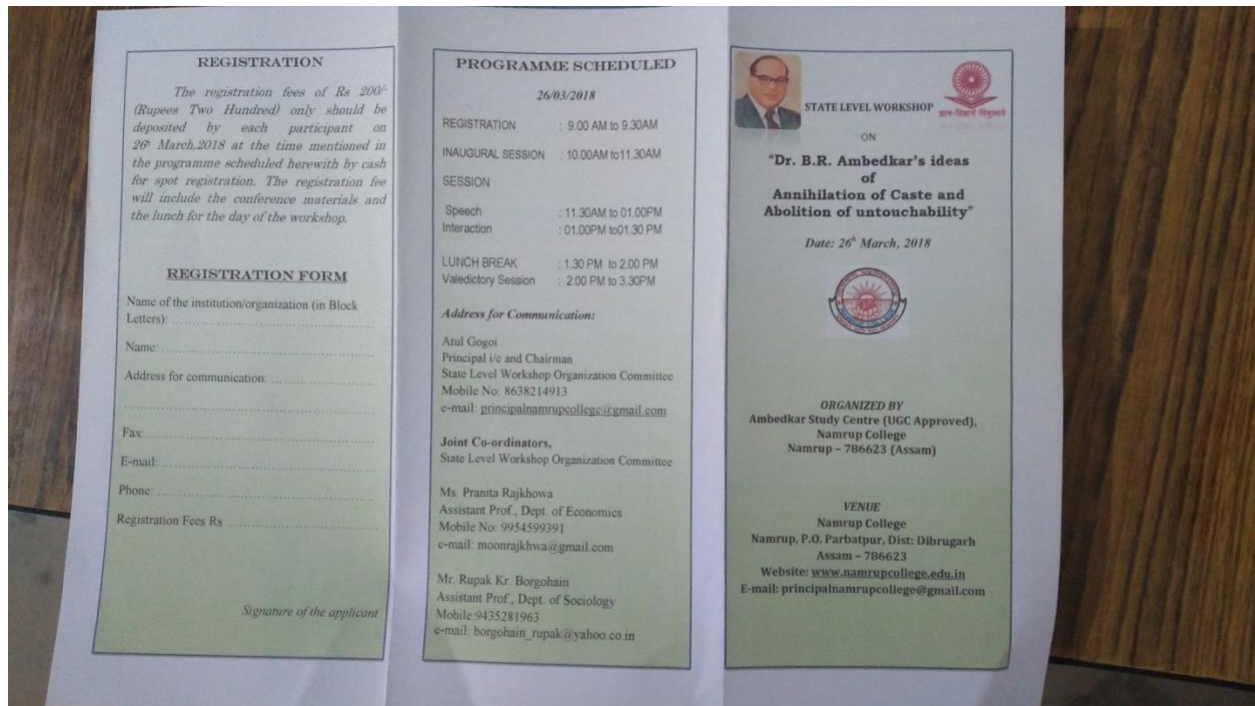 REGISTRATION
The registration fees of Rs 200/-
(Rupees Two Hundred) only should be
deposited by each participant on
26th March,2018 at the time mentioned in
the programme scheduled herewith by cash
for spot registration. The registration fee
will include the conference materials and
the lunch for the day of the workshop.
REGISTRATION FORM
Name of the institution/organization (in Block
Letters):
Name:
Address for communication:
Fax:
E-mail:
Phone:
Registration Fees Rs
Signature of the applicant
PROGRAMME SCHEDULED
26/03/2018
REGISTRATION : 9.00 AM to 9.30AM
INAUGURAL SESSION : 10.00AM to11.30AM
SESSION
Speech : 11.30AM to 01.00PM
Interaction : 01.00PM to01.30 PM
LUNCH BREAK : 1.30 PM to 2.00 PM
Valedictory Session : 2.00 PM to 3.30PM
Address for Communication:
Atul Gogoi
Principal i/c and Chairman
State Level Workshop Organization Committee
Mobile No: 8638214913
e-mail: principalnamrupcollege@gmail.com
Joint Co-ordinators,
State Level Workshop Organization Committee
Ms. Pranita Rajkhowa
Assistant Prof., Dept. of Economics
Mobile No: 9954599391
e-mail: moonrajkhwa@gmail.com
Mr. Rupak Kr. Borgohain
Assistant Prof., Dept. of Sociology
Mobile:9435281963
e-mail: borgohain_rupak@yahoo.co.in
STATE LEVEL WORKSHOP
ज्ञान-विज्ञानं विमुक्तये
ON
"Dr. B.R. Ambedkar's ideas
of
Annihilation of Caste and
Abolition of untouchability"
Date: 26th March, 2018
ORGANIZED BY
Ambedkar Study Centre (UGC Approved),
Namrup College
Namrup – 786623 (Assam)
VENUE
Namrup College
Namrup, P.O. Parbatpur, Dist: Dibrugarh
Assam – 786623
Website: www.namrupcollege.edu.in
E-mail: principalnamrupcollege@gmail.com